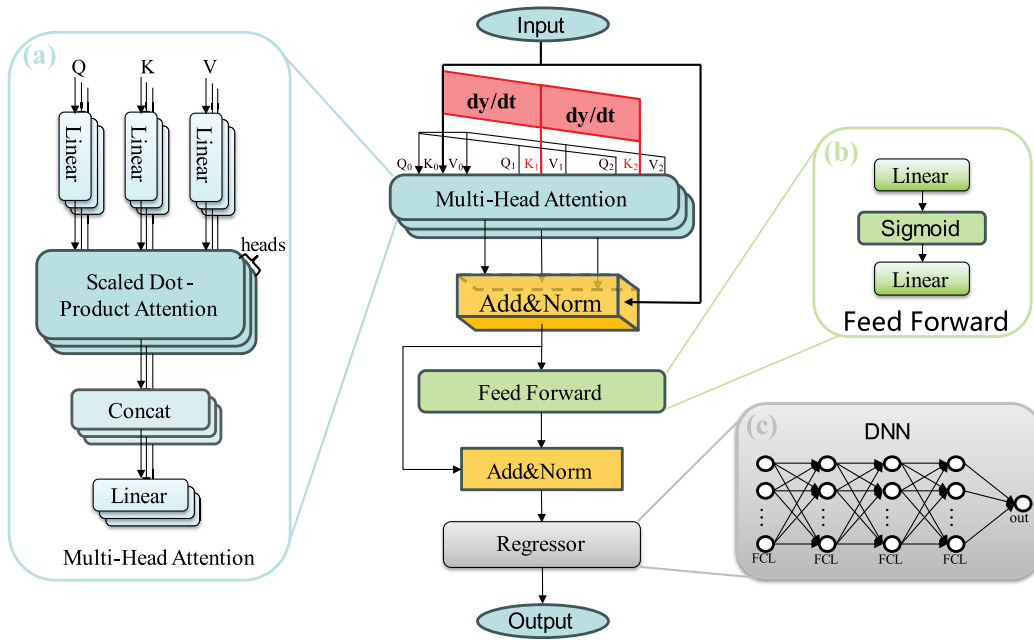 (a)
Q K V
Linear Linear Linear
heads
Scaled Dot-
Product Attention
Concat
Linear
Multi-Head Attention
Input
dy/dt dy/dt
Q0 K0 V0 Q1 K1 V1 Q2 K2 V2
Multi-Head Attention
Add&Norm
Feed Forward
Add&Norm
Regressor
Output
(b)
Linear
Sigmoid
Linear
Feed Forward
(c)
DNN
out
FCL FCL FCL FCL